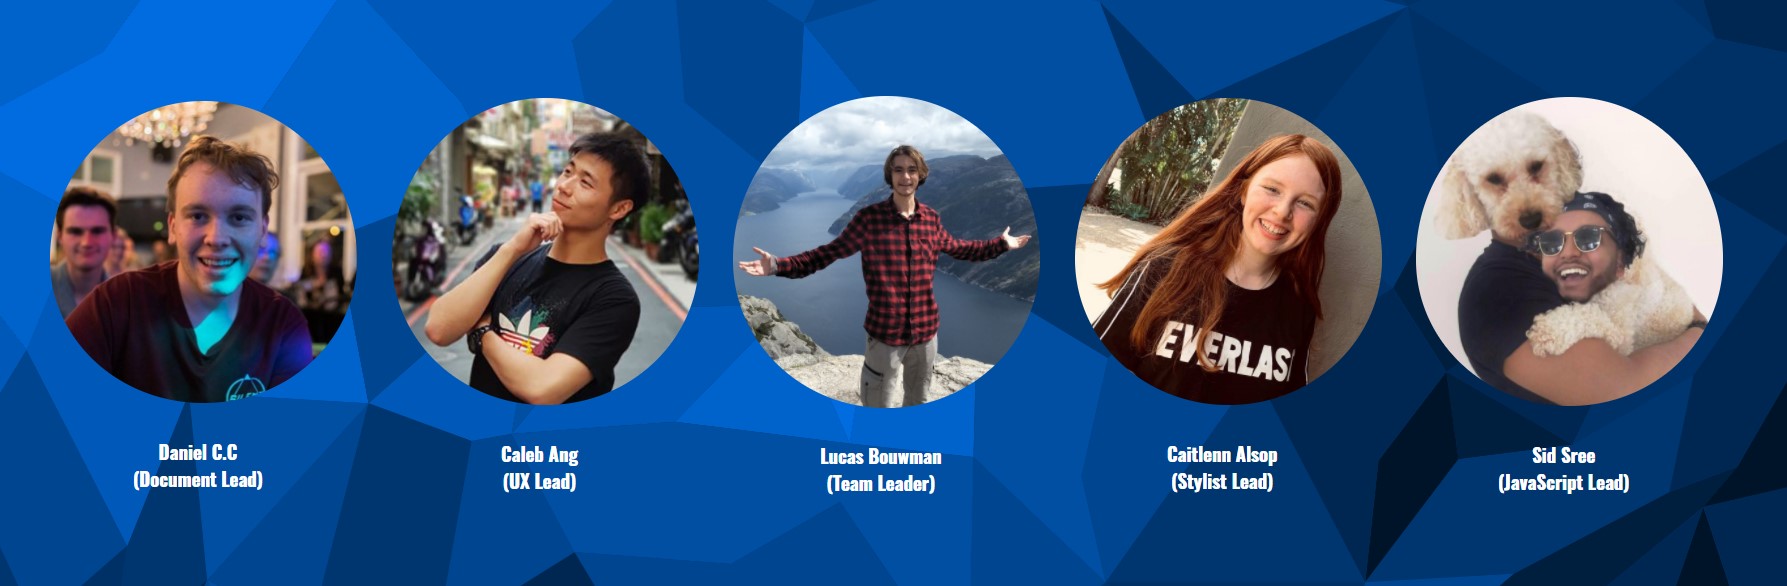 Daniel C.C
(Document Lead)
Caleb Ang
(UX Lead)
Lucas Bouwman
(Team Leader)
Caitlenn Alsop
(Stylist Lead)
Sid Sree
(JavaScript Lead)
EVERLAS